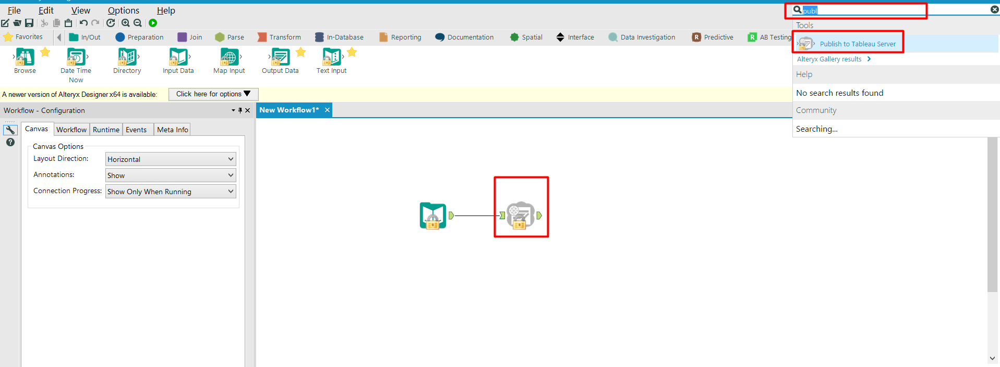 File Edit View Options Help
publ
Tools
Favorites In/Out Preparation Join Parse Transform In-Database Reporting Documentation Spatial Interface Data Investigation R Predictive R AB Testing
Publish to Tableau Server
Alteryx Gallery results
Browse Date Time Now Directory Input Data Map Input Output Data Text Input
Help
No search results found
A newer version of Alteryx Designer x64 is available: Click here for options
Community
Searching...
Workflow - Configuration
New Workflow1*
Canvas Workflow Runtime Events Meta Info
Canvas Options
Layout Direction: Horizontal
Annotations: Show
Connection Progress: Show Only When Running